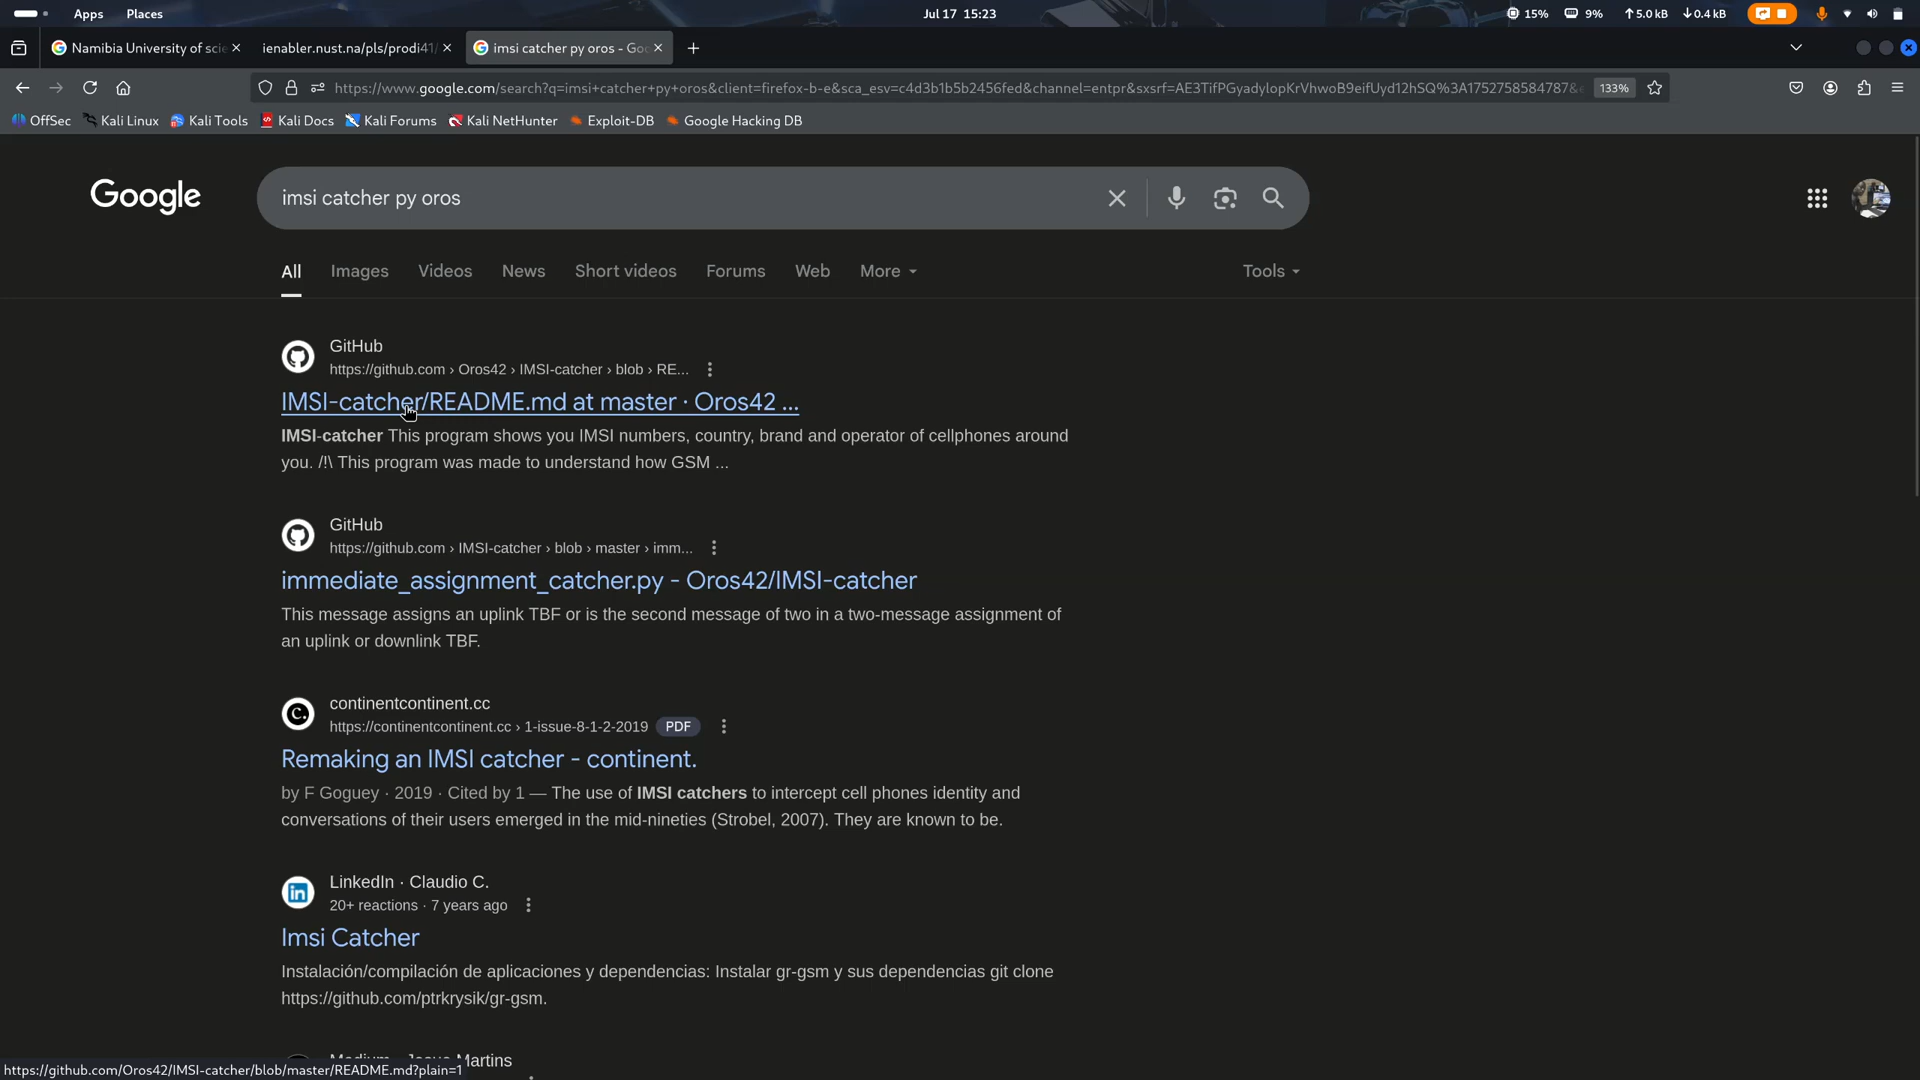 Apps Places Jul 17 15:23 15% 9% 5.0 kB 0.4 kB
Namibia University of scie ienabler.nust.na/pls/prodi41/ imsi catcher py oros - Goo
https://www.google.com/search?q=imsi+catcher+py+oros&client=firefox-b-e&sca_esv=c4d3b1b5b2456fed&channel=entpr&sxsrf=AE3TifPGyadylopKrVhwoB9eifUyd12hSQ%3A1752758584787& 133%
OffSec Kali Linux Kali Tools Kali Docs Kali Forums Kali NetHunter Exploit-DB Google Hacking DB
Google imsi catcher py oros
All Images Videos News Short videos Forums Web More Tools
GitHub
https://github.com › Oros42 › IMSI-catcher › blob › RE...
IMSI-catcher/README.md at master · Oros42 ...
IMSI-catcher This program shows you IMSI numbers, country, brand and operator of cellphones around
you. /!\ This program was made to understand how GSM ...
GitHub
https://github.com › IMSI-catcher › blob › master › imm...
immediate_assignment_catcher.py - Oros42/IMSI-catcher
This message assigns an uplink TBF or is the second message of two in a two-message assignment of
an uplink or downlink TBF.
continentcontinent.cc
https://continentcontinent.cc › 1-issue-8-1-2-2019 PDF
Remaking an IMSI catcher - continent.
by F Goguey · 2019 · Cited by 1 — The use of IMSI catchers to intercept cell phones identity and
conversations of their users emerged in the mid-nineties (Strobel, 2007). They are known to be.
LinkedIn · Claudio C.
20+ reactions · 7 years ago
Imsi Catcher
Instalación/compilación de aplicaciones y dependencias: Instalar gr-gsm y sus dependencias git clone
https://github.com/ptrkrysik/gr-gsm.
Medium · Josue Martins
https://github.com/Oros42/IMSI-catcher/blob/master/README.md?plain=1